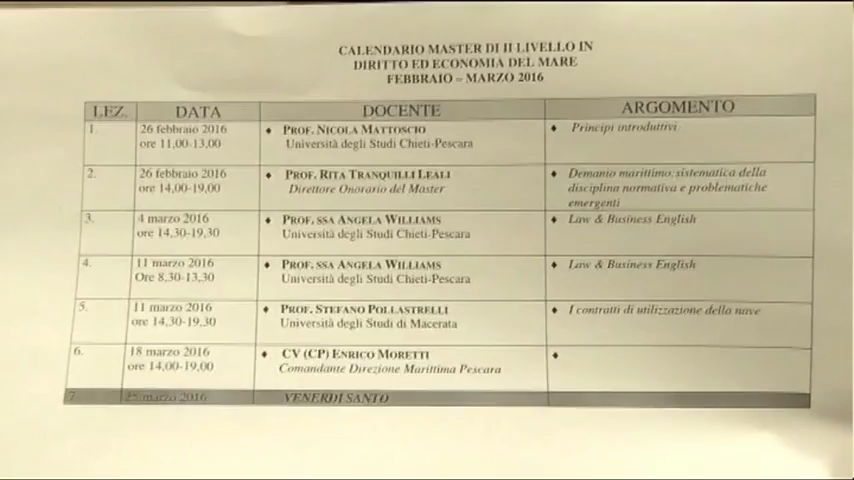 CALENDARIO MASTER DI II LIVELLO IN
DIRITTO ED ECONOMIA DEL MARE
FEBBRAIO – MARZO 2016
LEZ. DATA DOCENTE ARGOMENTO
1. 26 febbraio 2016 ♦ PROF. NICOLA MATTOSCIO ♦ Principi introduttivi
ore 11,00-13,00 Università degli Studi Chieti-Pescara
2. 26 febbraio 2016 ♦ PROF. RITA TRANQUILLI LEALI ♦ Demanio marittimo: sistematica della
ore 14,00-19,00 Direttore Onorario del Master disciplina normativa e problematiche
emergenti
3. 4 marzo 2016 ♦ PROF. SSA ANGELA WILLIAMS ♦ Law & Business English
ore 14,30-19,30 Università degli Studi Chieti-Pescara
4. 11 marzo 2016 ♦ PROF. SSA ANGELA WILLIAMS ♦ Law & Business English
Ore 8,30-13,30 Università degli Studi Chieti-Pescara
5. 11 marzo 2016 ♦ PROF. STEFANO POLLASTRELLI ♦ I contratti di utilizzazione della nave
ore 14,30-19,30 Università degli Studi di Macerata
6. 18 marzo 2016 ♦ CV (CP) ENRICO MORETTI ♦
ore 14,00-19,00 Comandante Direzione Marittima Pescara
7. 25 marzo 2016 VENERDI SANTO